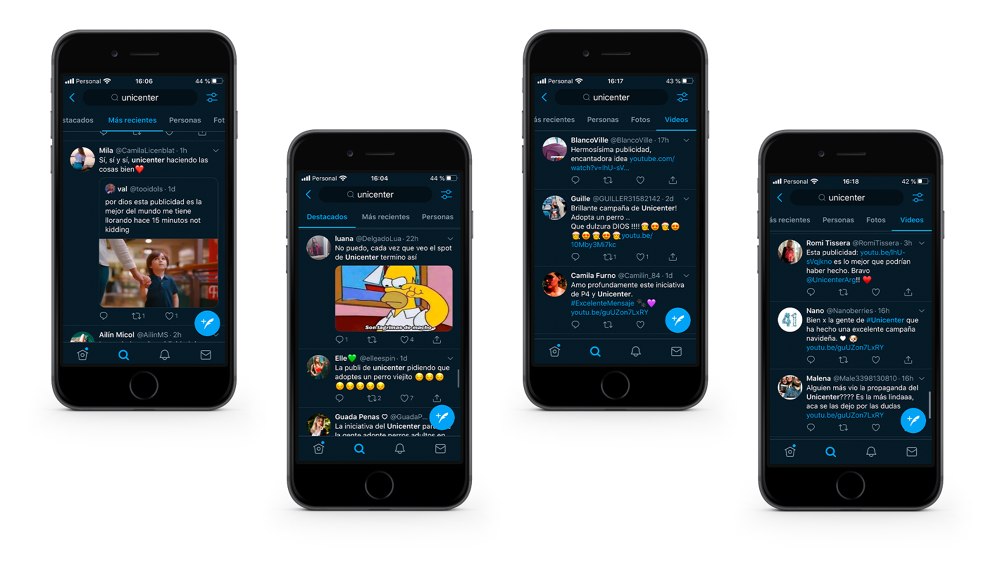 Personal 16:06 44 %
unicenter
stacados Más recientes Personas Fot
Mila @CamilaLicenblat · 1h
Sí, sí y sí, unicenter haciendo las
cosas bien❤️
val @tooidols · 1d
por dios esta publicidad es la
mejor del mundo me tiene
llorando hace 15 minutos not
kidding
1 1
Ailín Micol @AilinMS · 2h
Personal 16:04 44 %
unicenter
Destacados Más recientes Personas
luana @DelgadoLua · 22h
No puedo, cada vez que veo el spot
de Unicenter termino así
Son lagrimas de macho
1 4
Elle💚 @elleespin · 1d
La publi de unicenter pidiendo que
adoptes un perro viejito
2 7
Guada Penas ♡ @GuadaP...
La iniciativa del Unicenter para
la gente adopte perros adultos en
Personal 16:17 43 %
unicenter
ás recientes Personas Fotos Videos
BlancoVille @BlancoVille · 17h
Hermosísima publicidad,
encantadora idea youtube.com/
watch?v=lhU-sV...
Guille @GUILLER31582142 · 2d
Brillante campaña de Unicenter!
Adopta un perro ..
Que dulzura DIOS !!!!
youtu.be/
10Mby3Mi7kc
1 1
Camila Furno @Camilin_84 · 1d
Amo profundamente este iniciativa
de P4 y Unicenter.
#ExcelenteMensaje 🐾💜
youtu.be/guUZon7LxRY
Personal 16:18 42 %
unicenter
ás recientes Personas Fotos Videos
Romi Tissera @RomiTissera · 3h
Esta publicidad: youtu.be/lhU-
sVqjkno es lo mejor que podrían
haber hecho. Bravo
@UnicenterArg!! ❤️
Nano @Nanoberries · 16h
Bien x la gente de #Unicenter que
ha hecho una excelente campaña
navideña. ♥ 🐶
youtu.be/guUZon7LxRY
41
Malena @Male3398130810 · 16h
Alguien más vio la propaganda del
Unicenter???? Es la más lindaaa,
aca se las dejo por las dudas
youtu.be/guUZon7LxRY